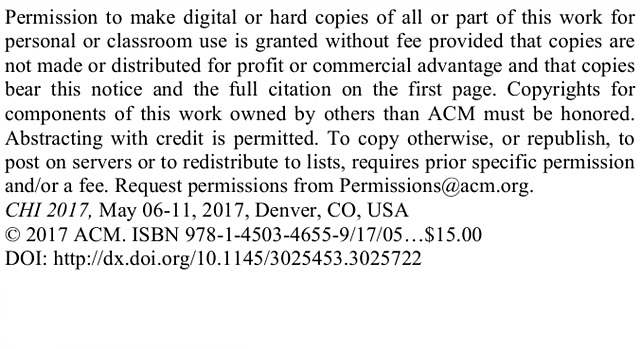 Permission to make digital or hard copies of all or part of this work for
personal or classroom use is granted without fee provided that copies are
not made or distributed for profit or commercial advantage and that copies
bear this notice and the full citation on the first page. Copyrights for
components of this work owned by others than ACM must be honored.
Abstracting with credit is permitted. To copy otherwise, or republish, to
post on servers or to redistribute to lists, requires prior specific permission
and/or a fee. Request permissions from Permissions@acm.org.
CHI 2017, May 06-11, 2017, Denver, CO, USA
© 2017 ACM. ISBN 978-1-4503-4655-9/17/05…$15.00
DOI: http://dx.doi.org/10.1145/3025453.3025722